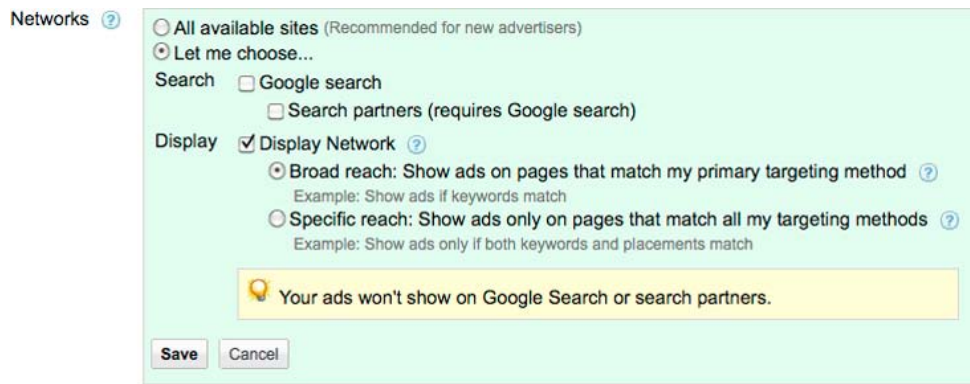 Networks ?
All available sites (Recommended for new advertisers)
Let me choose...
Search Google search
Search partners (requires Google search)
Display Display Network ?
Broad reach: Show ads on pages that match my primary targeting method ?
Example: Show ads if keywords match
Specific reach: Show ads only on pages that match all my targeting methods ?
Example: Show ads only if both keywords and placements match
Your ads won't show on Google Search or search partners.
Save Cancel